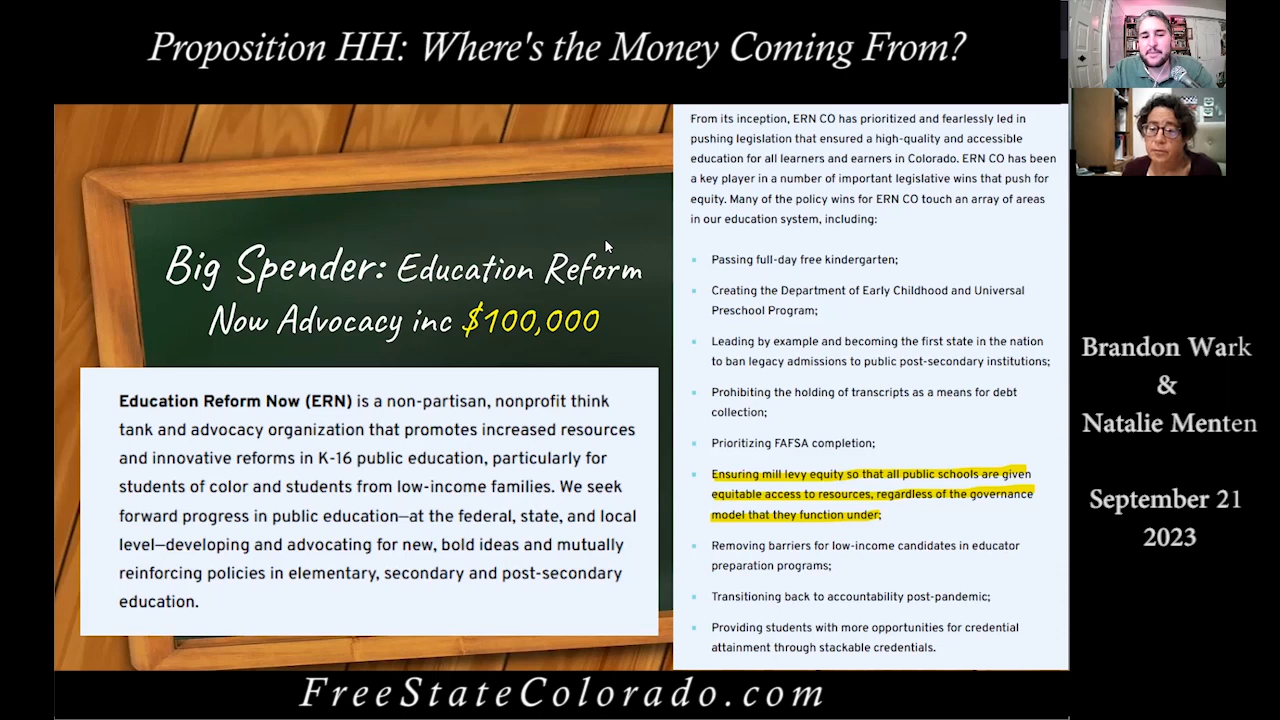 Proposition HH: Where's the Money Coming From?
Big Spender: Education Reform
Now Advocacy inc $100,000
Education Reform Now (ERN) is a non-partisan, nonprofit think
tank and advocacy organization that promotes increased resources
and innovative reforms in K-16 public education, particularly for
students of color and students from low-income families. We seek
forward progress in public education—at the federal, state, and local
level—developing and advocating for new, bold ideas and mutually
reinforcing policies in elementary, secondary and post-secondary
education.
From its inception, ERN CO has prioritized and fearlessly led in
pushing legislation that ensured a high-quality and accessible
education for all learners and earners in Colorado. ERN CO has been
a key player in a number of important legislative wins that push for
equity. Many of the policy wins for ERN CO touch an array of areas
in our education system, including:
Passing full-day free kindergarten;
Creating the Department of Early Childhood and Universal
Preschool Program;
Leading by example and becoming the first state in the nation
to ban legacy admissions to public post-secondary institutions;
Prohibiting the holding of transcripts as a means for debt
collection;
Prioritizing FAFSA completion;
Ensuring mill levy equity so that all public schools are given
equitable access to resources, regardless of the governance
model that they function under;
Removing barriers for low-income candidates in educator
preparation programs;
Transitioning back to accountability post-pandemic;
Providing students with more opportunities for credential
attainment through stackable credentials.
Brandon Wark
&
Natalie Menten
September 21
2023
FreeStateColorado.com